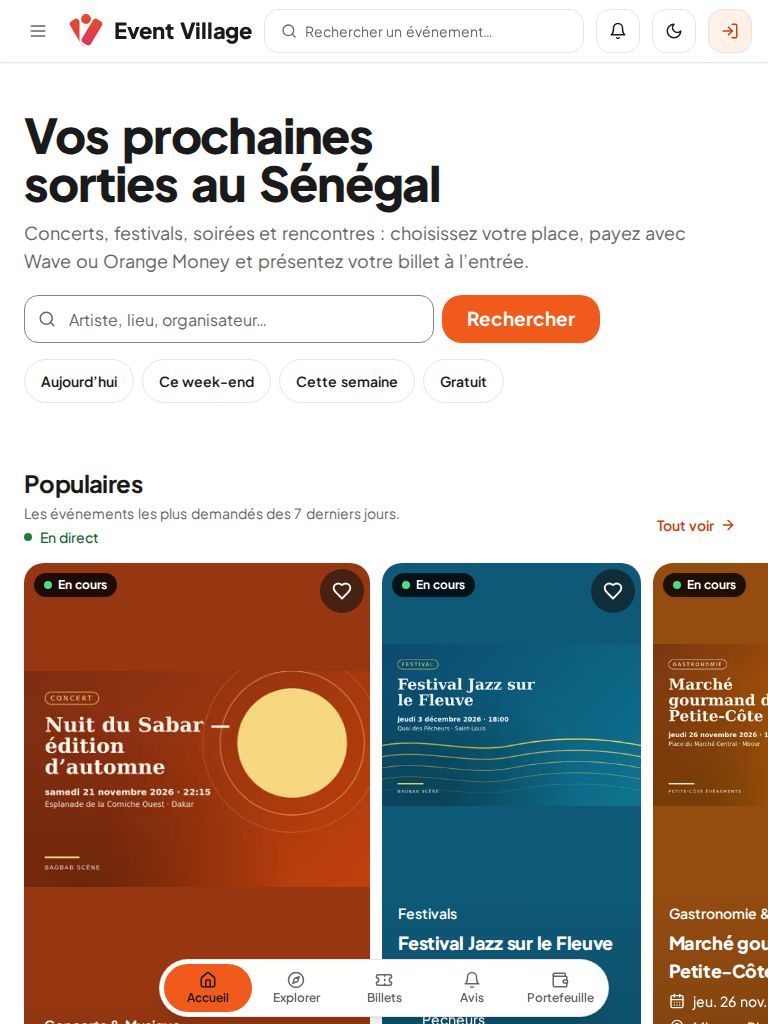 Event Village
Rechercher un événement...
Vos prochaines
sorties au Sénégal
Concerts, festivals, soirées et rencontres : choisissez votre place, payez avec
Wave ou Orange Money et présentez votre billet à l’entrée.
Artiste, lieu, organisateur...
Rechercher
Aujourd’hui
Ce week-end
Cette semaine
Gratuit
Populaires
Les événements les plus demandés des 7 derniers jours.
En direct
Tout voir
En cours
CONCERT
Nuit du Sabar —
édition
d’automne
samedi 21 novembre 2026 · 22:15
Esplanade de la Corniche Ouest · Dakar
BAOBAB SCÈNE
En cours
FESTIVAL
Festival Jazz sur
le Fleuve
jeudi 3 décembre 2026 · 18:00
Quai des Pêcheurs · Saint-Louis
BAOBAB SCÈNE
Festivals
Festival Jazz sur le Fleuve
Pêcheurs
En cours
GASTRONOMIE
Marché
gourmand d
Petite-Côte
jeudi 26 novembre 2026 · 1
Place du Marché Central · Mbour
PETITE-CÔTE ÉVÉNEMENTS
Gastronomie &
Marché gou
Petite-Côte
jeu. 26 nov.
Accueil
Explorer
Billets
Avis
Portefeuille